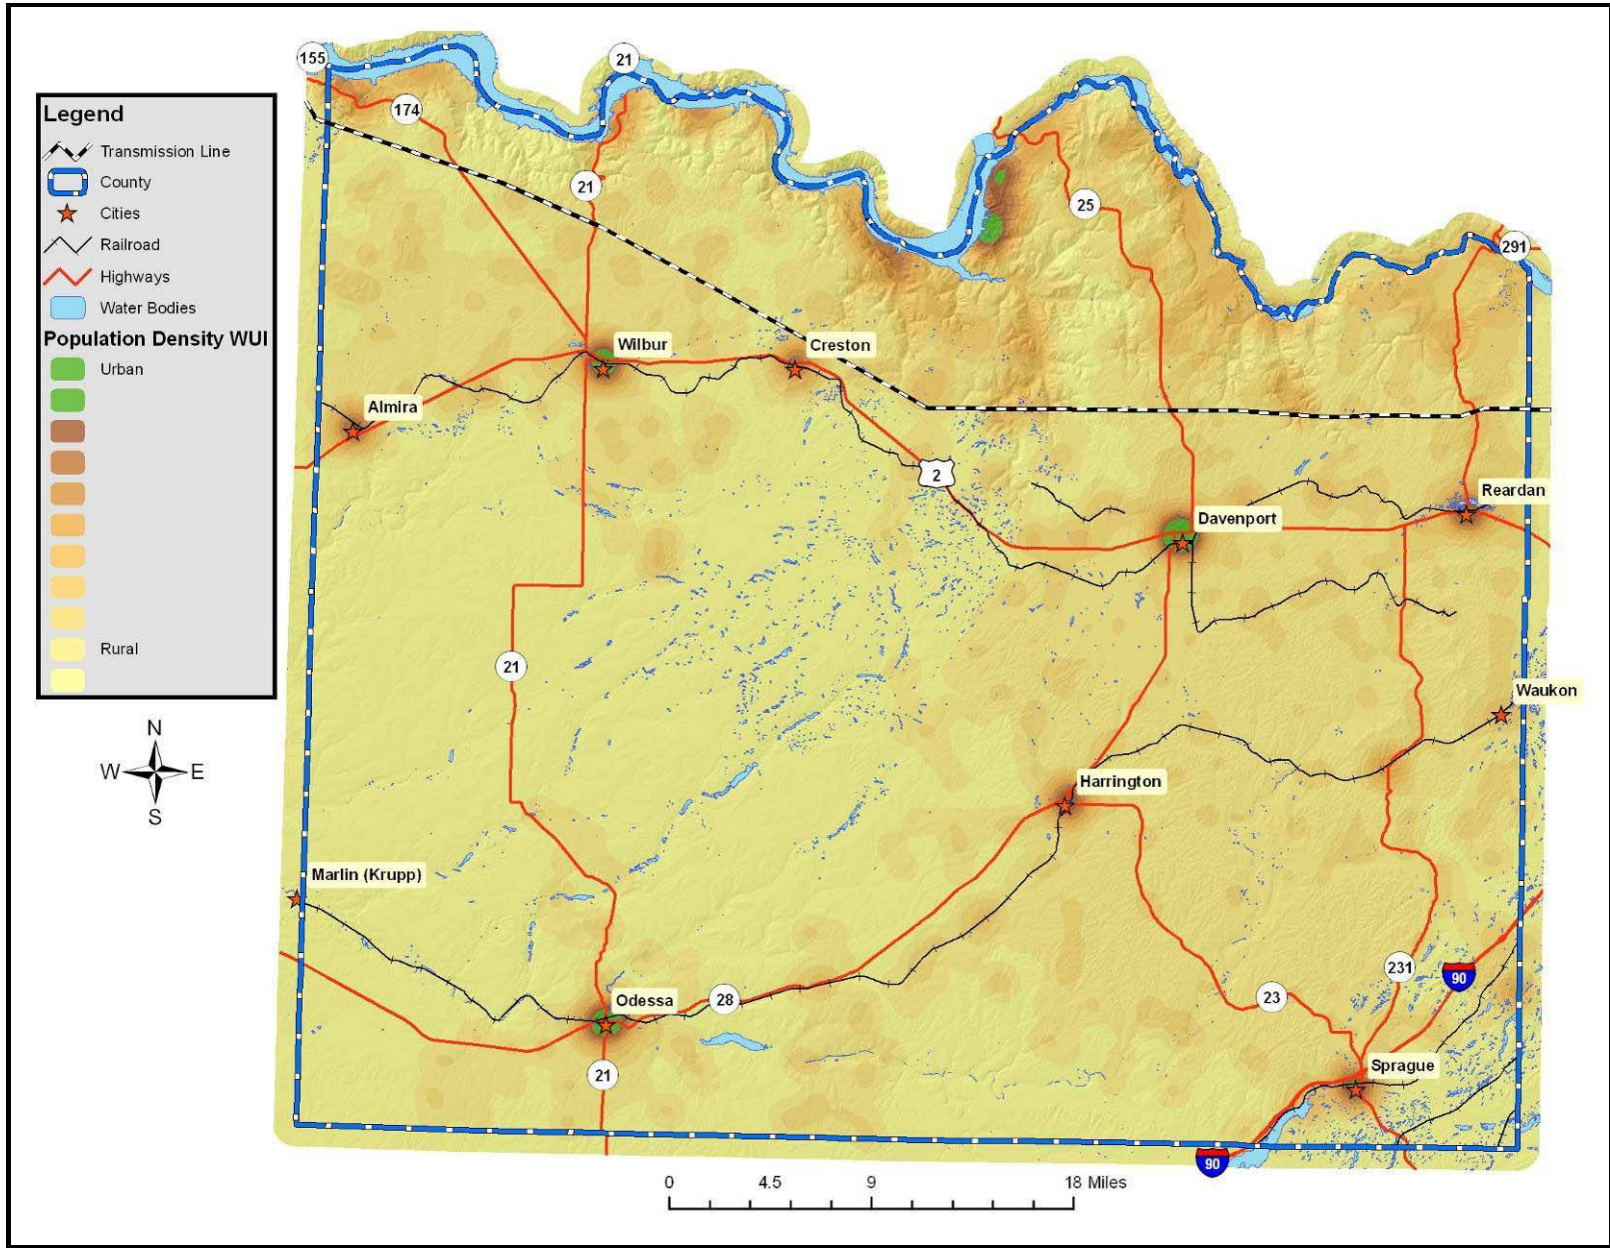 155
21
174
Legend
Transmission Line
County
Cities
Railroad
Highways
Water Bodies
Population Density WUI
Urban
Rural
21
25
291
Wilbur
Creston
Almira
2
Reardan
Davenport
21
Waukon
N
W E
S
Harrington
Marlin (Krupp)
231
90
Odessa
28
23
Sprague
21
90
0 4.5 9 18 Miles